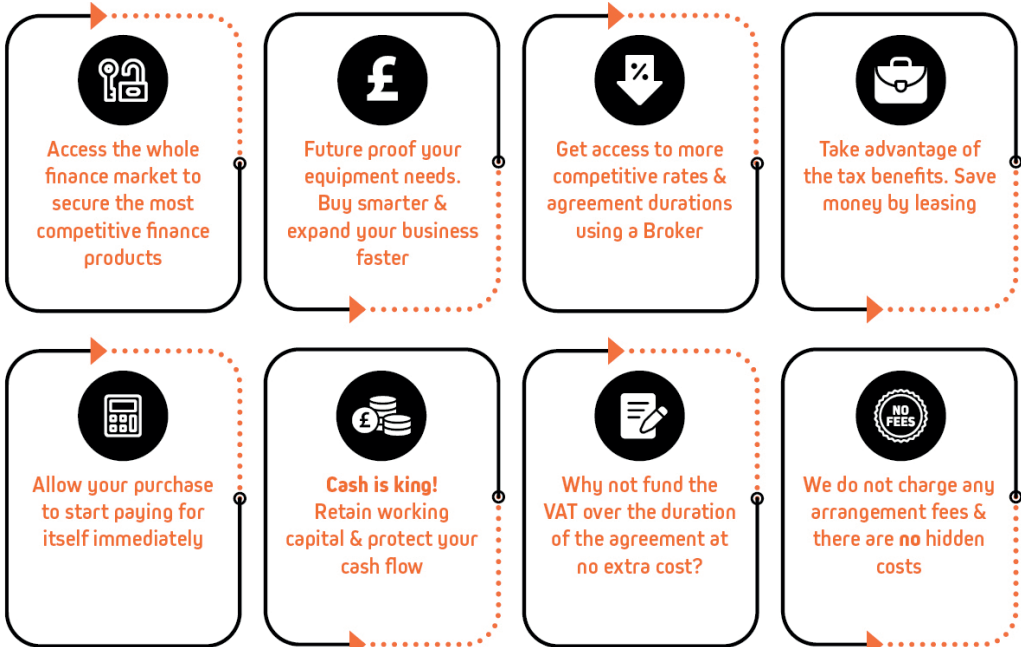 Access the whole
finance market to
secure the most
competitive finance
products
£
Future proof your
equipment needs.
Buy smarter &
expand your business
faster
%
Get access to more
competitive rates &
agreement durations
using a Broker
Take advantage of
the tax benefits. Save
money by leasing
Allow your purchase
to start paying for
itself immediately
£
Cash is king!
Retain working
capital & protect your
cash flow
Why not fund the
VAT over the duration
of the agreement at
no extra cost?
NO
FEES
We do not charge any
arrangement fees &
there are no hidden
costs